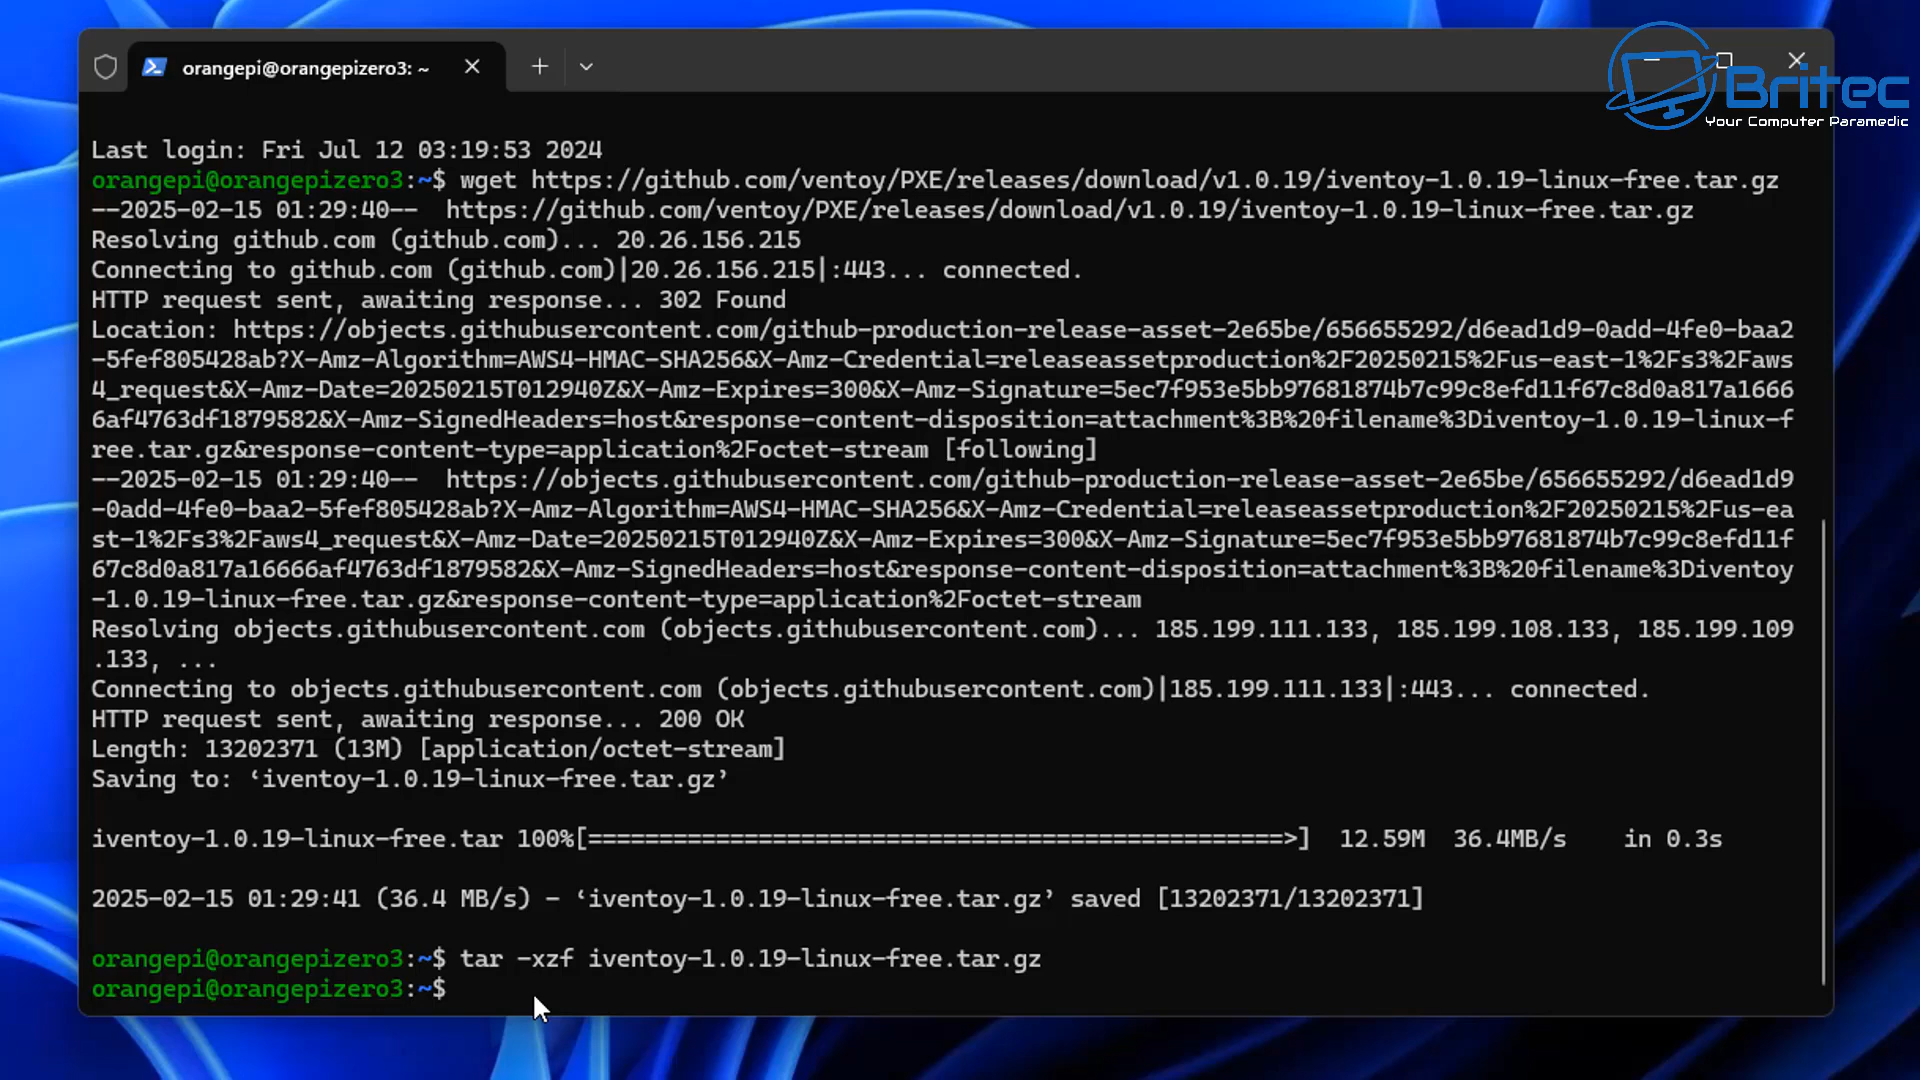 orangepi@orangepizero3: ~
Britec
Your Computer Paramedic
Last login: Fri Jul 12 03:19:53 2024
orangepi@orangepizero3:~$ wget https://github.com/ventoy/PXE/releases/download/v1.0.19/iventoy-1.0.19-linux-free.tar.gz
--2025-02-15 01:29:40--  https://github.com/ventoy/PXE/releases/download/v1.0.19/iventoy-1.0.19-linux-free.tar.gz
Resolving github.com (github.com)... 20.26.156.215
Connecting to github.com (github.com)|20.26.156.215|:443... connected.
HTTP request sent, awaiting response... 302 Found
Location: https://objects.githubusercontent.com/github-production-release-asset-2e65be/656655292/d6ead1d9-0add-4fe0-baa2
-5fef805428ab?X-Amz-Algorithm=AWS4-HMAC-SHA256&X-Amz-Credential=releaseassetproduction%2F20250215%2Fus-east-1%2Fs3%2Faws
4_request&X-Amz-Date=20250215T012940Z&X-Amz-Expires=300&X-Amz-Signature=5ec7f953e5bb97681874b7c99c8efd11f67c8d0a817a1666
6af4763df1879582&X-Amz-SignedHeaders=host&response-content-disposition=attachment%3B%20filename%3Diventoy-1.0.19-linux-f
ree.tar.gz&response-content-type=application%2Foctet-stream [following]
--2025-02-15 01:29:40--  https://objects.githubusercontent.com/github-production-release-asset-2e65be/656655292/d6ead1d9
-0add-4fe0-baa2-5fef805428ab?X-Amz-Algorithm=AWS4-HMAC-SHA256&X-Amz-Credential=releaseassetproduction%2F20250215%2Fus-ea
st-1%2Fs3%2Faws4_request&X-Amz-Date=20250215T012940Z&X-Amz-Expires=300&X-Amz-Signature=5ec7f953e5bb97681874b7c99c8efd11f
67c8d0a817a16666af4763df1879582&X-Amz-SignedHeaders=host&response-content-disposition=attachment%3B%20filename%3Diventoy
-1.0.19-linux-free.tar.gz&response-content-type=application%2Foctet-stream
Resolving objects.githubusercontent.com (objects.githubusercontent.com)... 185.199.111.133, 185.199.108.133, 185.199.109
.133, ...
Connecting to objects.githubusercontent.com (objects.githubusercontent.com)|185.199.111.133|:443... connected.
HTTP request sent, awaiting response... 200 OK
Length: 13202371 (13M) [application/octet-stream]
Saving to: ‘iventoy-1.0.19-linux-free.tar.gz’
iventoy-1.0.19-linux-free.tar 100%[=================================================>]  12.59M  36.4MB/s    in 0.3s
2025-02-15 01:29:41 (36.4 MB/s) - ‘iventoy-1.0.19-linux-free.tar.gz’ saved [13202371/13202371]
orangepi@orangepizero3:~$ tar -xzf iventoy-1.0.19-linux-free.tar.gz
orangepi@orangepizero3:~$